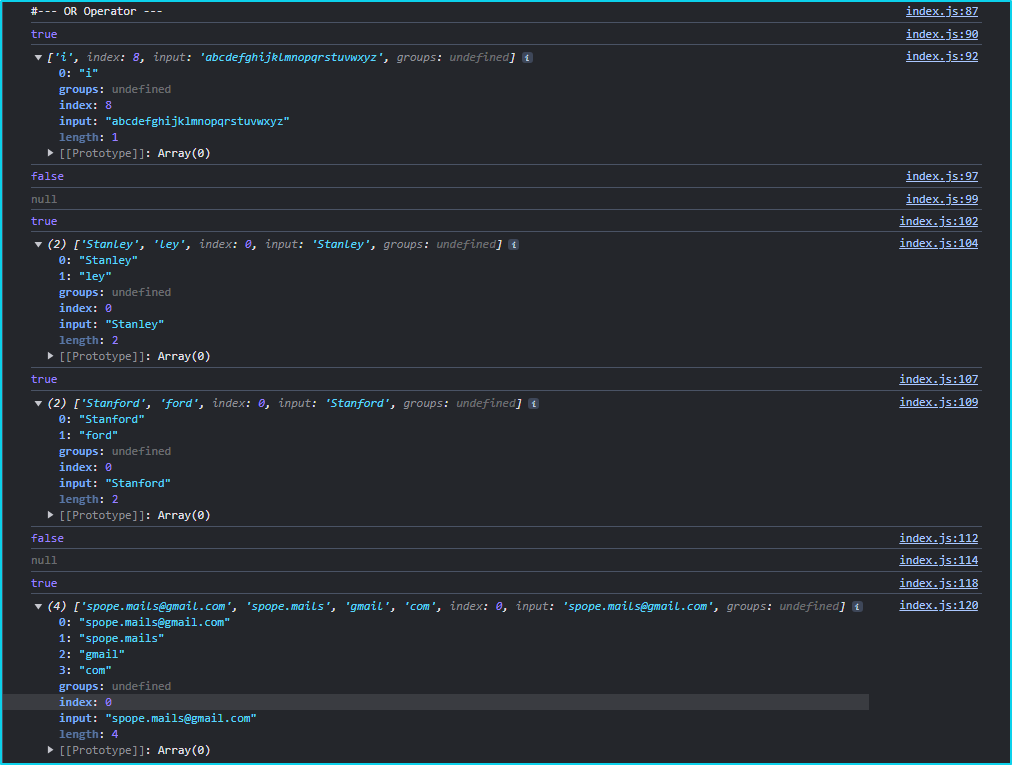 #--- OR Operator --- index.js:87
true index.js:90
▼ ['i', index: 8, input: 'abcdefghijklmnopqrstuvwxyz', groups: undefined] i index.js:92
0: "i"
groups: undefined
index: 8
input: "abcdefghijklmnopqrstuvwxyz"
length: 1
▶ [[Prototype]]: Array(0)
false index.js:97
null index.js:99
true index.js:102
▼ (2) ['Stanley', 'ley', index: 0, input: 'Stanley', groups: undefined] i index.js:104
0: "Stanley"
1: "ley"
groups: undefined
index: 0
input: "Stanley"
length: 2
▶ [[Prototype]]: Array(0)
true index.js:107
▼ (2) ['Stanford', 'ford', index: 0, input: 'Stanford', groups: undefined] i index.js:109
0: "Stanford"
1: "ford"
groups: undefined
index: 0
input: "Stanford"
length: 2
▶ [[Prototype]]: Array(0)
false index.js:112
null index.js:114
true index.js:118
▼ (4) ['spope.mails@gmail.com', 'spope.mails', 'gmail', 'com', index: 0, input: 'spope.mails@gmail.com', groups: undefined] i index.js:120
0: "spope.mails@gmail.com"
1: "spope.mails"
2: "gmail"
3: "com"
groups: undefined
index: 0
input: "spope.mails@gmail.com"
length: 4
▶ [[Prototype]]: Array(0)